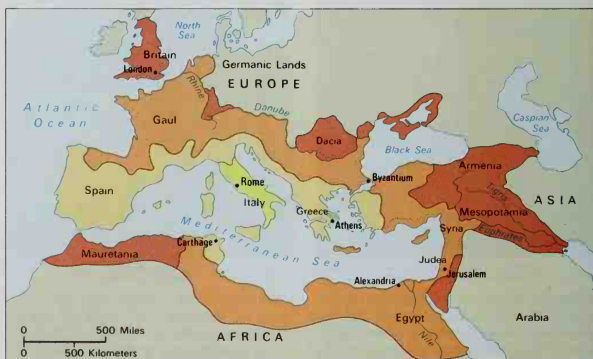 North
Sea
Britain
London
Germanic Lands
EUROPE
Rhine
Atlantic
Ocean
Gaul
Danube
Caspian
Sea
Dacia
Black Sea
Armenia
Spain
Rome
Italy
Byzantium
Tigris
ASIA
Mesopotamia
Greece
Athens
Syria
Euphrates
Mediterranean Sea
Carthage
Mauretania
Judea
Jerusalem
Alexandria
Egypt
Arabia
Nile
AFRICA
0 500 Miles
0 500 Kilometers